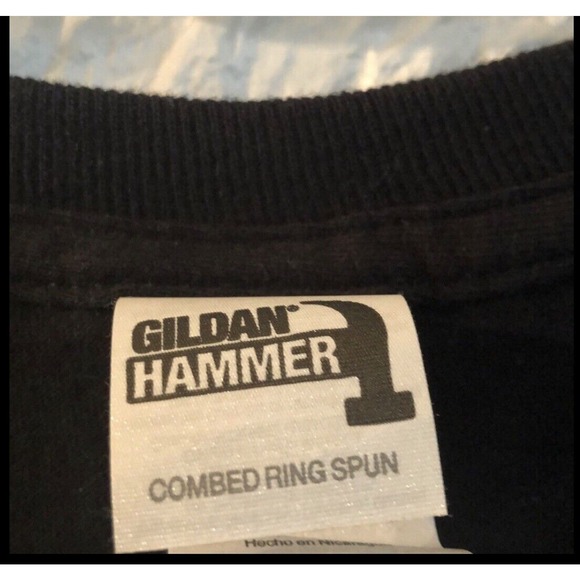 GILDAN®
HAMMER
COMBED RING SPUN
Hecho en